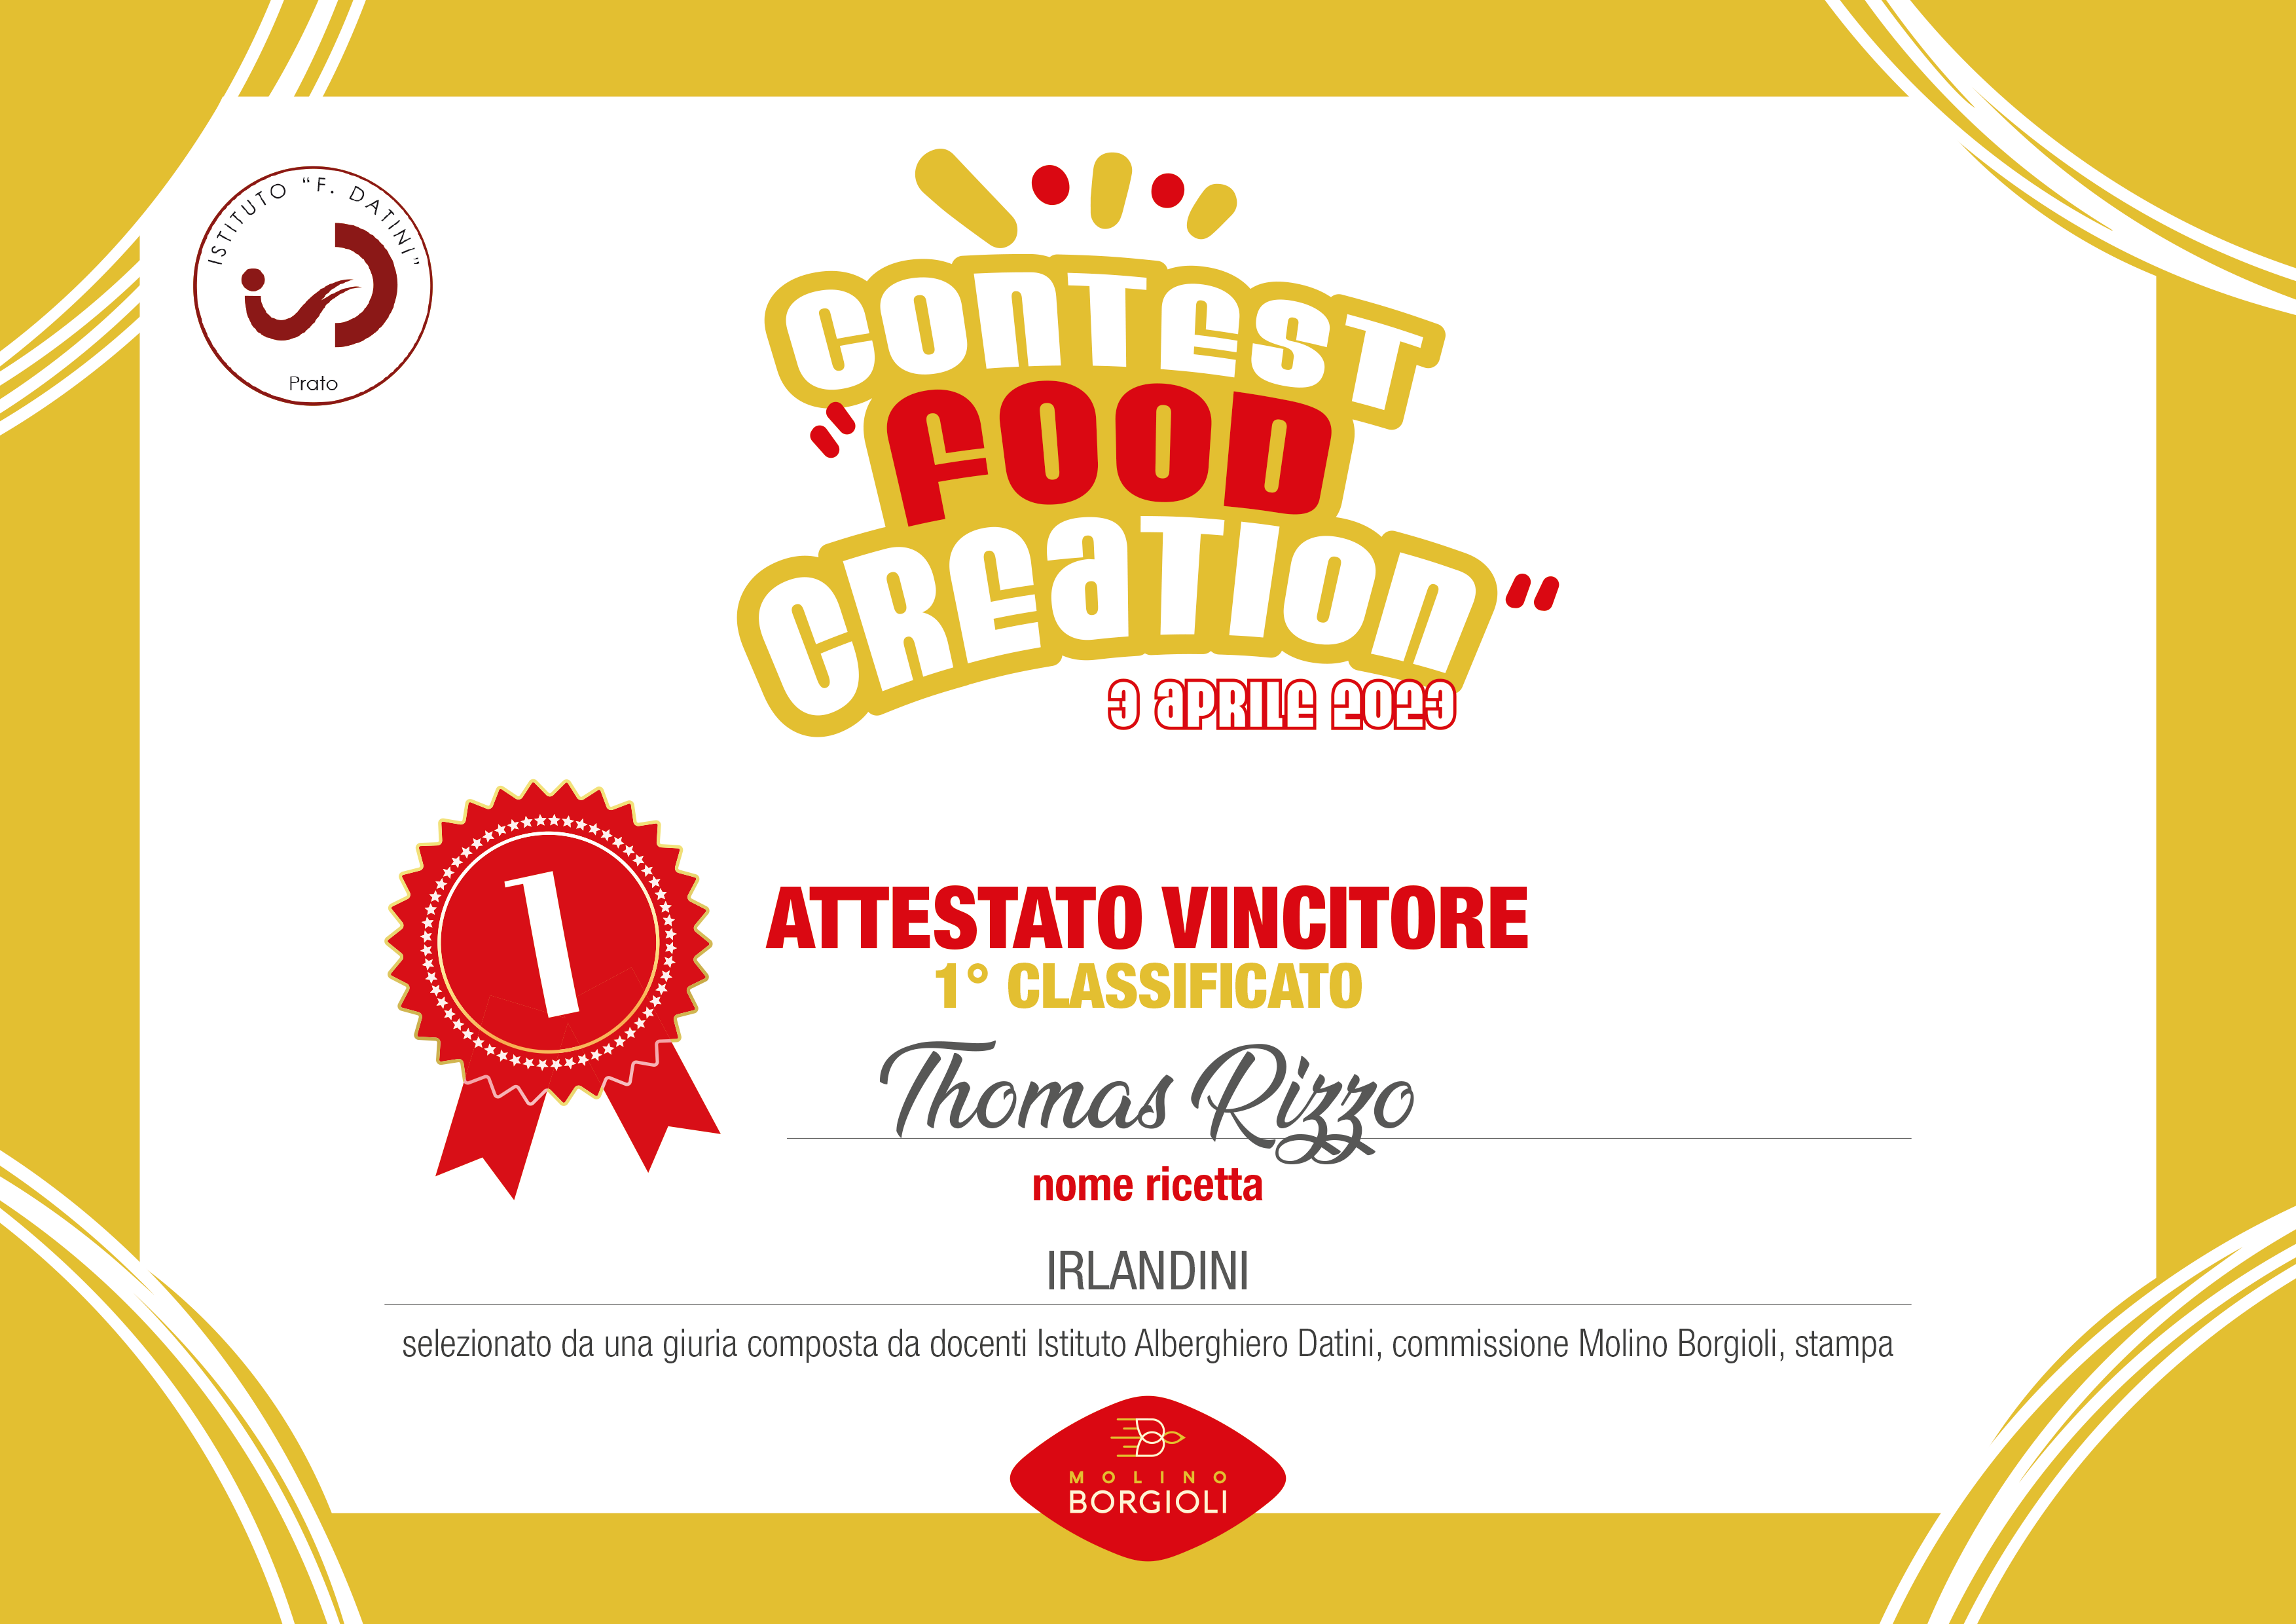 ISTITUTO "F. DATINI"
Prato
CONTEST
"FOOD
CREATION"
3 APRILE 2023
1
ATTESTATO VINCITORE
1° CLASSIFICATO
Thomas Rizzo
nome ricetta
IRLANDINI
selezionato da una giuria composta da docenti Istituto Alberghiero Datini, commissione Molino Borgioli, stampa
MOLINO
BORGIOLI